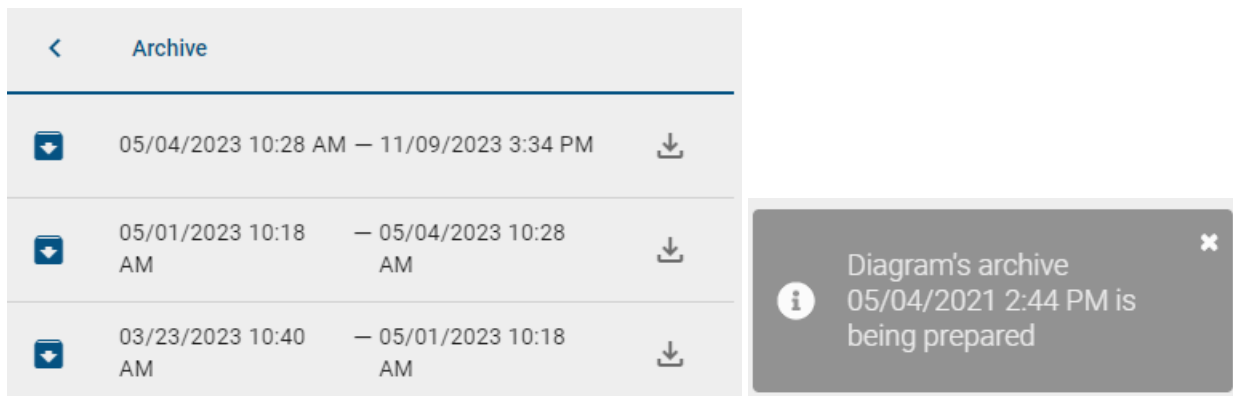 Archive
05/04/2023 10:28 AM — 11/09/2023 3:34 PM
05/01/2023 10:18 — 05/04/2023 10:28
AM AM
03/23/2023 10:40 — 05/01/2023 10:18
AM AM
Diagram's archive
05/04/2021 2:44 PM is
being prepared